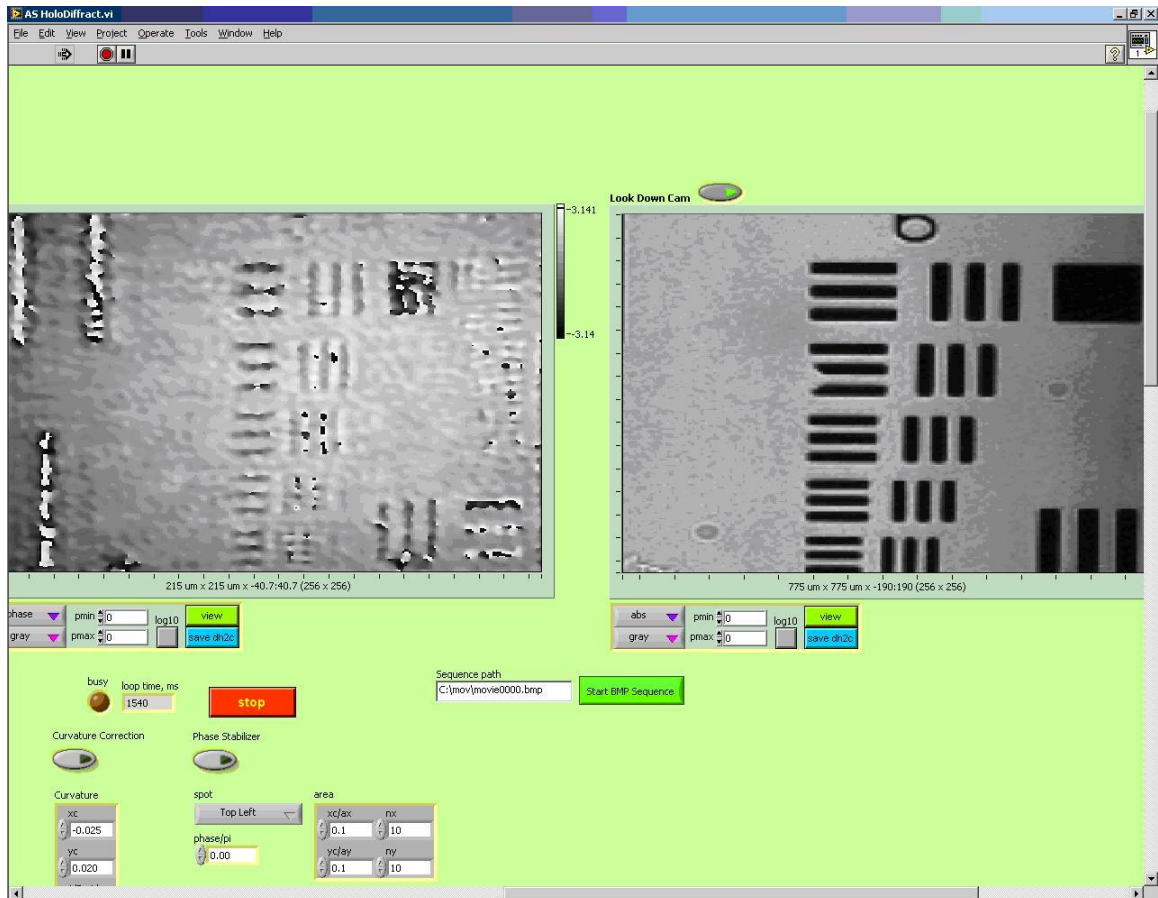 AS HoloDiffract.vi
File Edit View Project Operate Tools Window Help
1
Look Down Cam
-3.141
--3.14
215 um x 215 um x -40.7:40.7 (256 x 256)
775 um x 775 um x -190:190 (256 x 256)
phase pmin 0 log10 view
gray pmax 0 save dh2c
abs pmin 0 log10 view
gray pmax 0 save dh2c
busy loop time, ms
1540
stop
Sequence path
C:\mov\movie0000.bmp
Start BMP Sequence
Curvature Correction Phase Stabilizer
Curvature spot area
xc
-0.025
yc
0.020
Top Left
phase/pi
0.00
xc/ax nx
0.1 10
yc/ay ny
0.1 10